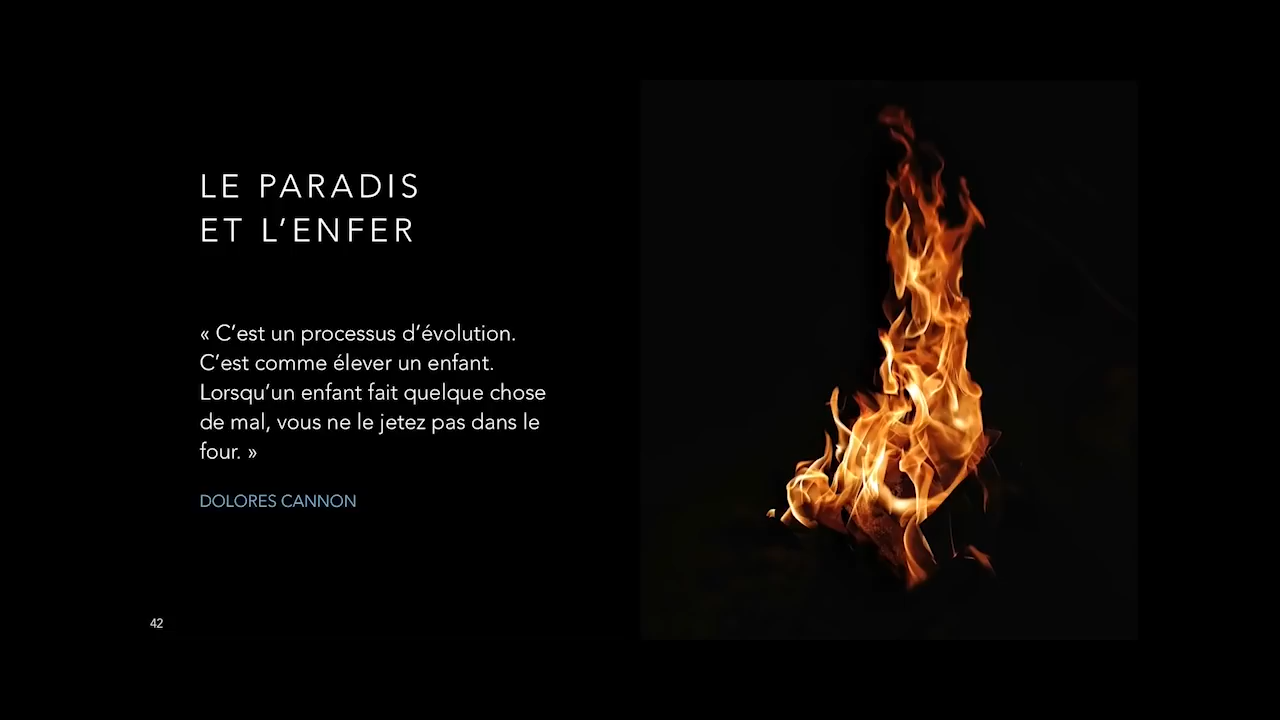 LE PARADIS
ET L’ENFER
« C’est un processus d’évolution.
C’est comme élever un enfant.
Lorsqu’un enfant fait quelque chose
de mal, vous ne le jetez pas dans le
four. »
DOLORES CANNON
42